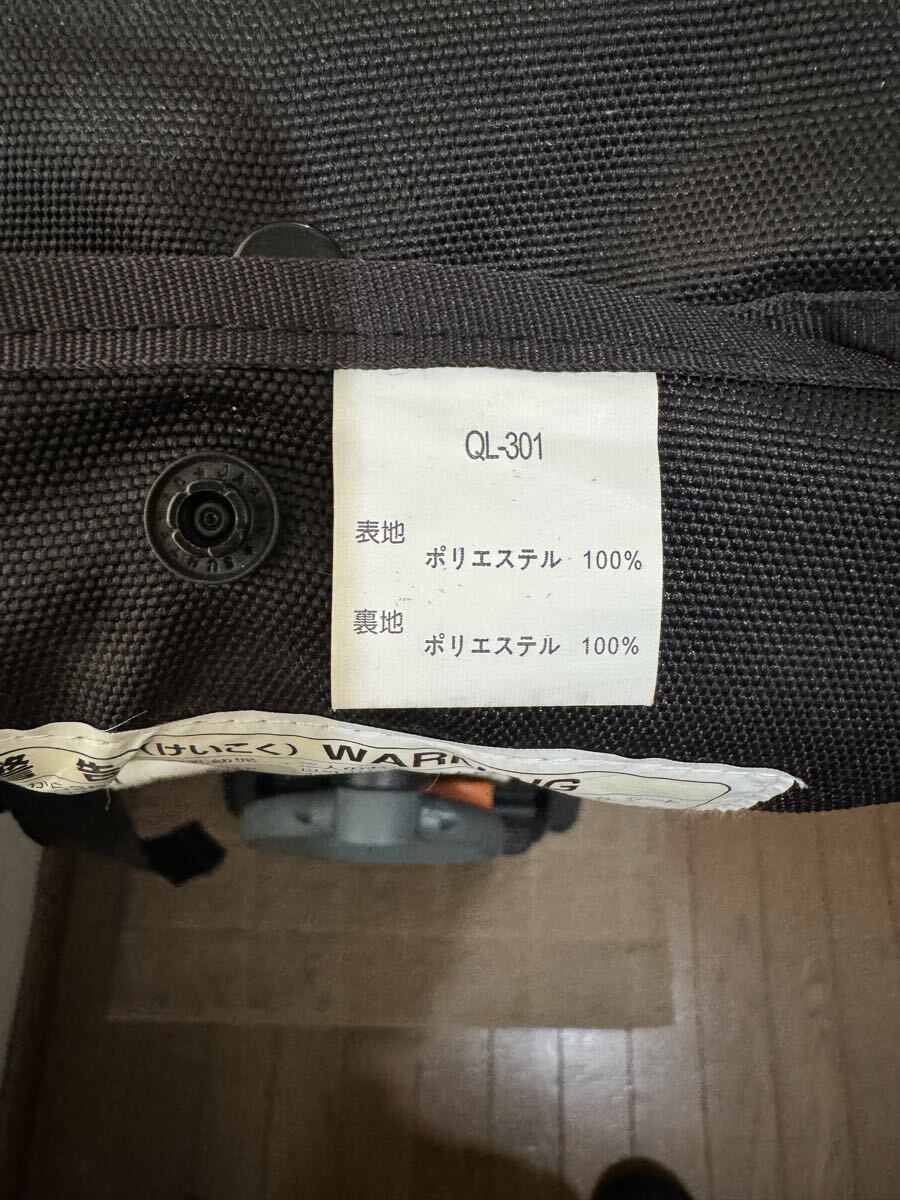 QL-301
表地
ポリエステル 100%
裏地
ポリエステル 100%
(けいこく) WARNING